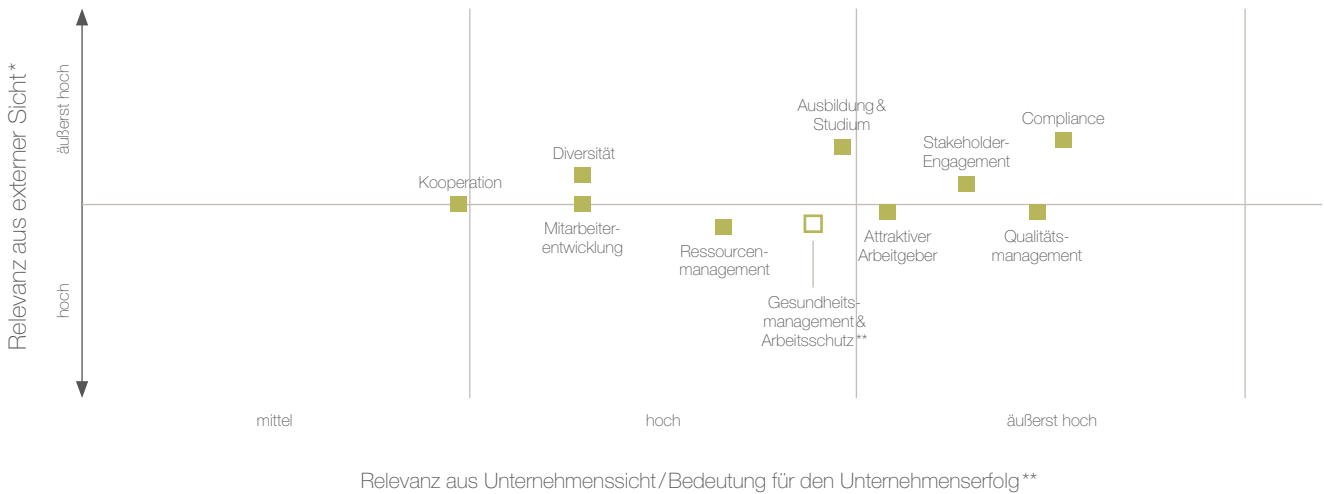 Relevanz aus externer Sicht*
äußerst hoch
hoch
Ausbildung &
Studium
Compliance
Stakeholder-
Engagement
Diversität
Kooperation
Mitarbeiter-
entwicklung
Ressourcen-
management
Attraktiver
Arbeitgeber
Qualitäts-
management
Gesundheits-
management &
Arbeitsschutz**
mittel
hoch
äußerst hoch
Relevanz aus Unternehmenssicht/Bedeutung für den Unternehmenserfolg**